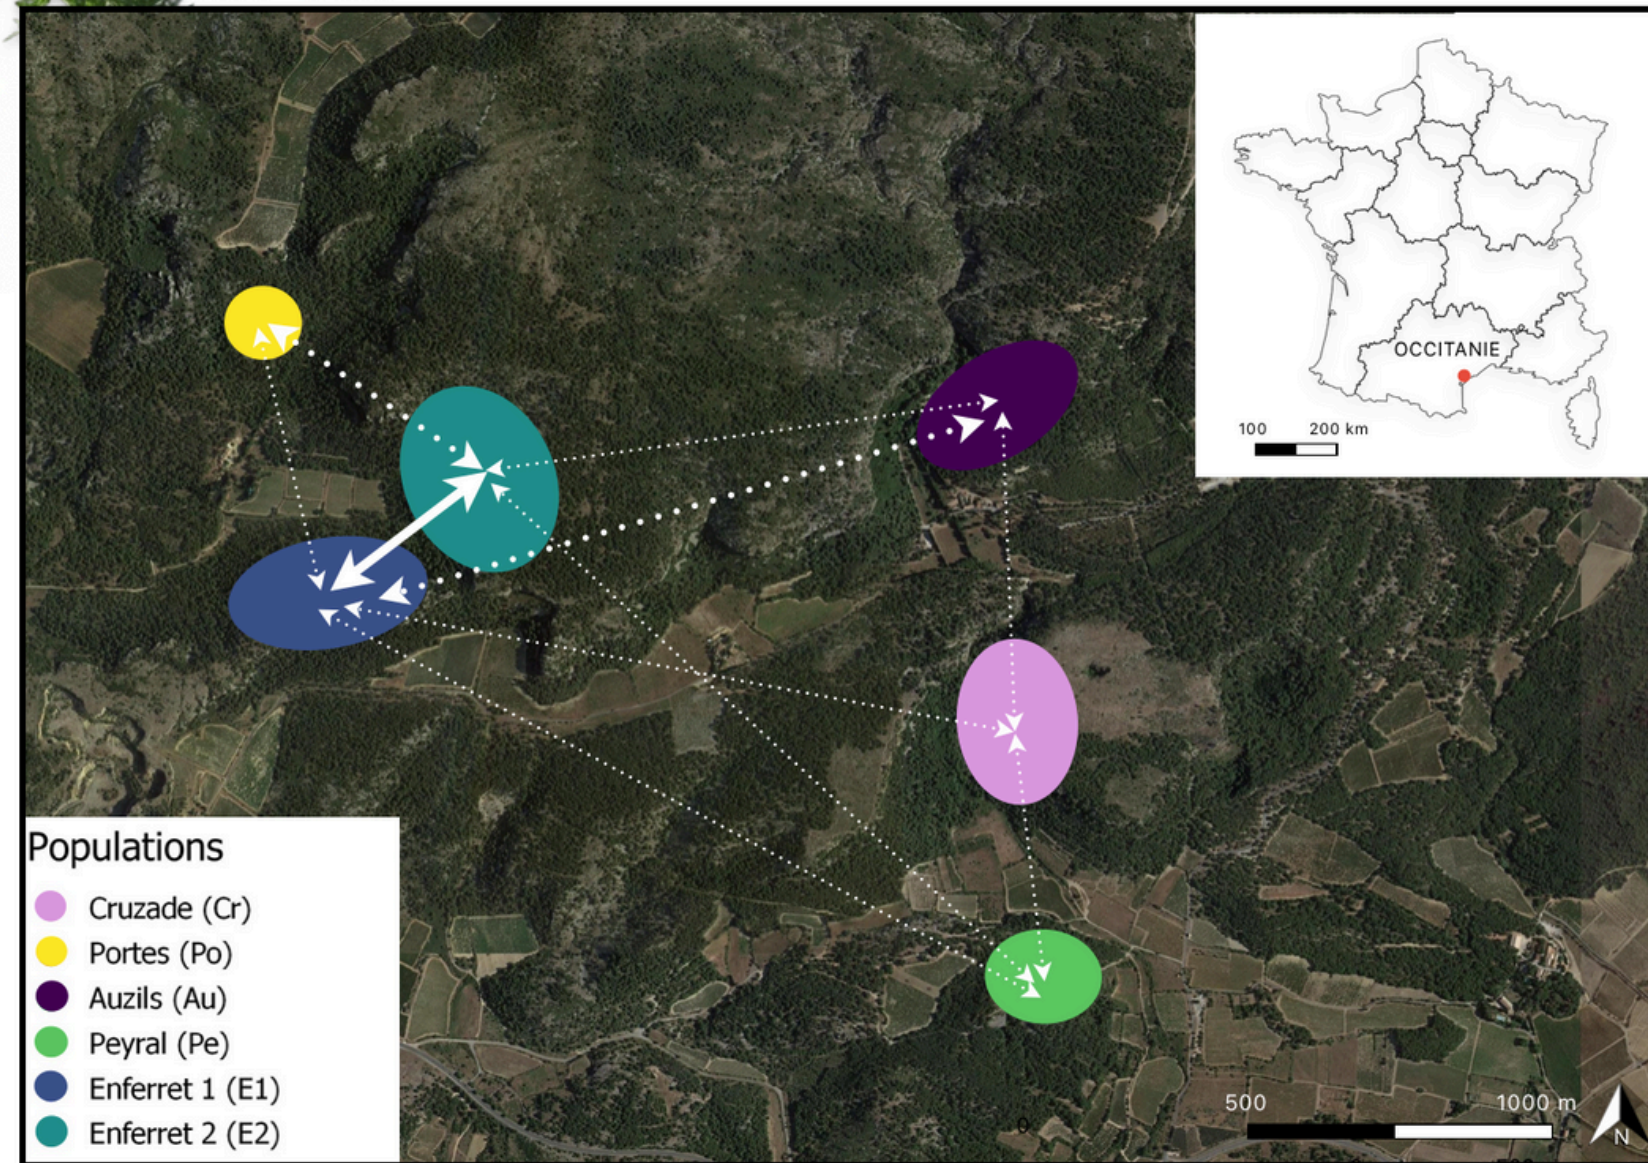 OCCITANIE
100 200 km
Populations
Cruzade (Cr)
Portes (Po)
Auzils (Au)
Peyral (Pe)
Enferret 1 (E1)
Enferret 2 (E2)
0
500 1000 m
N